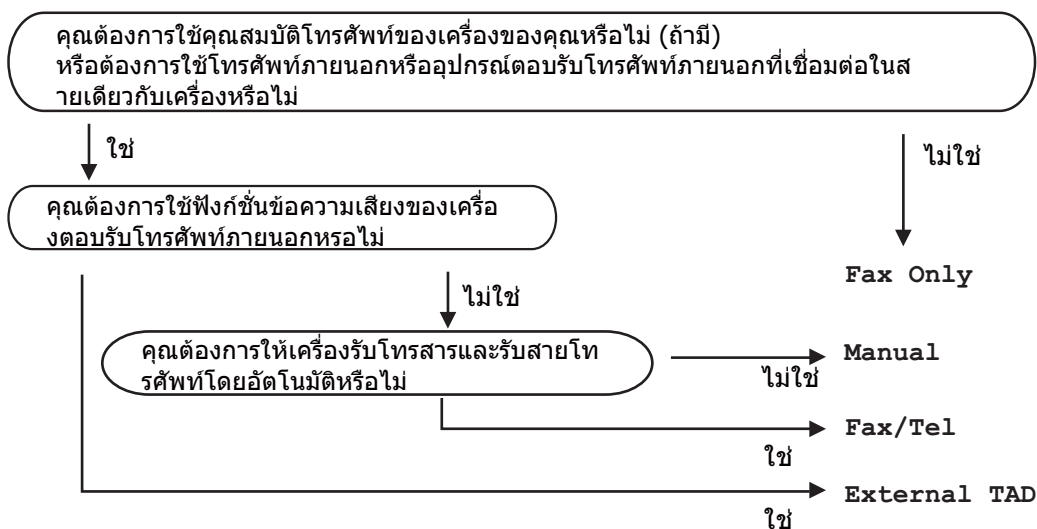 คุณต้องการใช้คุณสมบัติโทรศัพท์ของเครื่องของคุณหรือไม่ (ถ้ามี)
หรือต้องการใช้โทรศัพท์ภายนอกหรืออุปกรณ์ตอบรับโทรศัพท์ภายนอกที่เชื่อมต่อในส
ายเดียวกับเครื่องหรือไม่
ใช่
ไม่ใช่
คุณต้องการใช้ฟังก์ชั่นข้อความเสียงของเครื่อ
งตอบรับโทรศัพท์ภายนอกหรอไม่
Fax Only
ไม่ใช่
คุณต้องการให้เครื่องรับโทรสารและรับสายโท
รศัพท์โดยอัตโนมัติหรือไม่
Manual
ไม่ใช่
Fax/Tel
ใช่
External TAD
ใช่